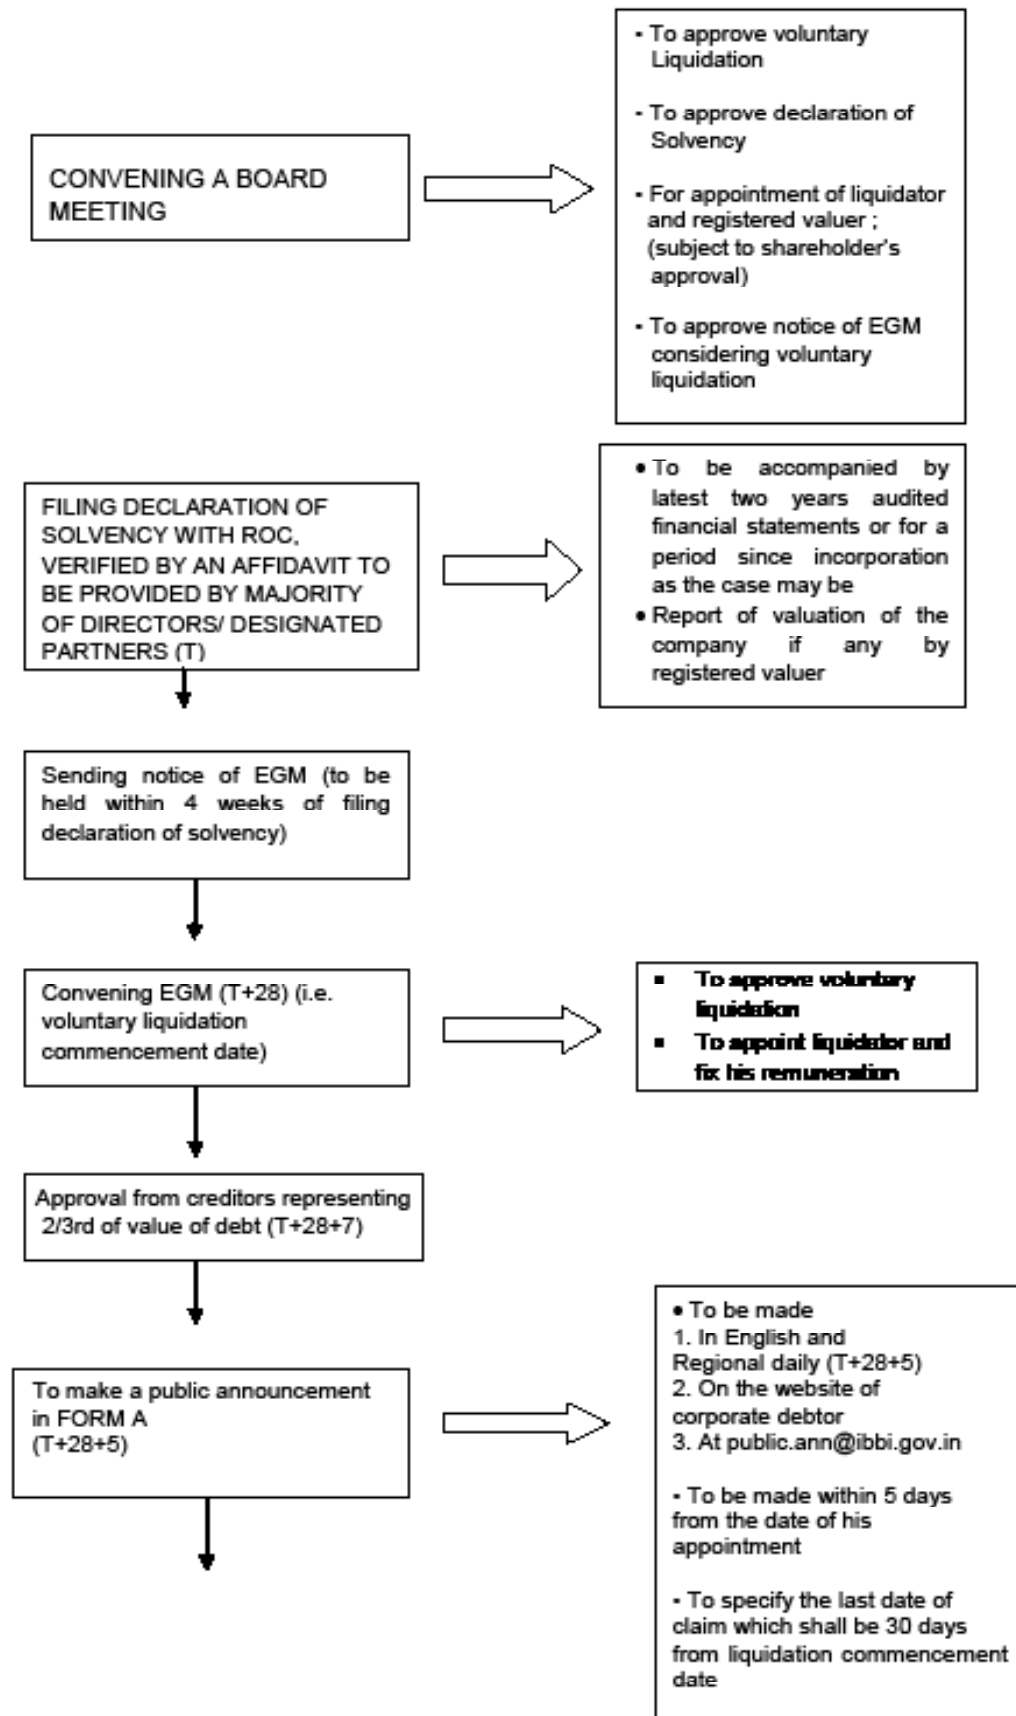 CONVENING A BOARD
MEETING
- To approve voluntary
Liquidation
- To approve declaration of
Solvency
- For appointment of liquidator
and registered valuer ;
(subject to shareholder's
approval)
- To approve notice of EGM
considering voluntary
liquidation
FILING DECLARATION OF
SOLVENCY WITH ROC,
VERIFIED BY AN AFFIDAVIT TO
BE PROVIDED BY MAJORITY
OF DIRECTORS/ DESIGNATED
PARTNERS (T)
• To be accompanied by
latest two years audited
financial statements or for a
period since incorporation
as the case may be
• Report of valuation of the
company if any by
registered valuer
Sending notice of EGM (to be
held within 4 weeks of filing
declaration of solvency)
Convening EGM (T+28) (i.e.
voluntary liquidation
commencement date)
▪ To approve voluntary
liquidation
▪ To appoint liquidator and
fix his remuneration
Approval from creditors representing
2/3rd of value of debt (T+28+7)
To make a public announcement
in FORM A
(T+28+5)
• To be made
1. In English and
Regional daily (T+28+5)
2. On the website of
corporate debtor
3. At public.ann@ibbi.gov.in
- To be made within 5 days
from the date of his
appointment
- To specify the last date of
claim which shall be 30 days
from liquidation commencement
date